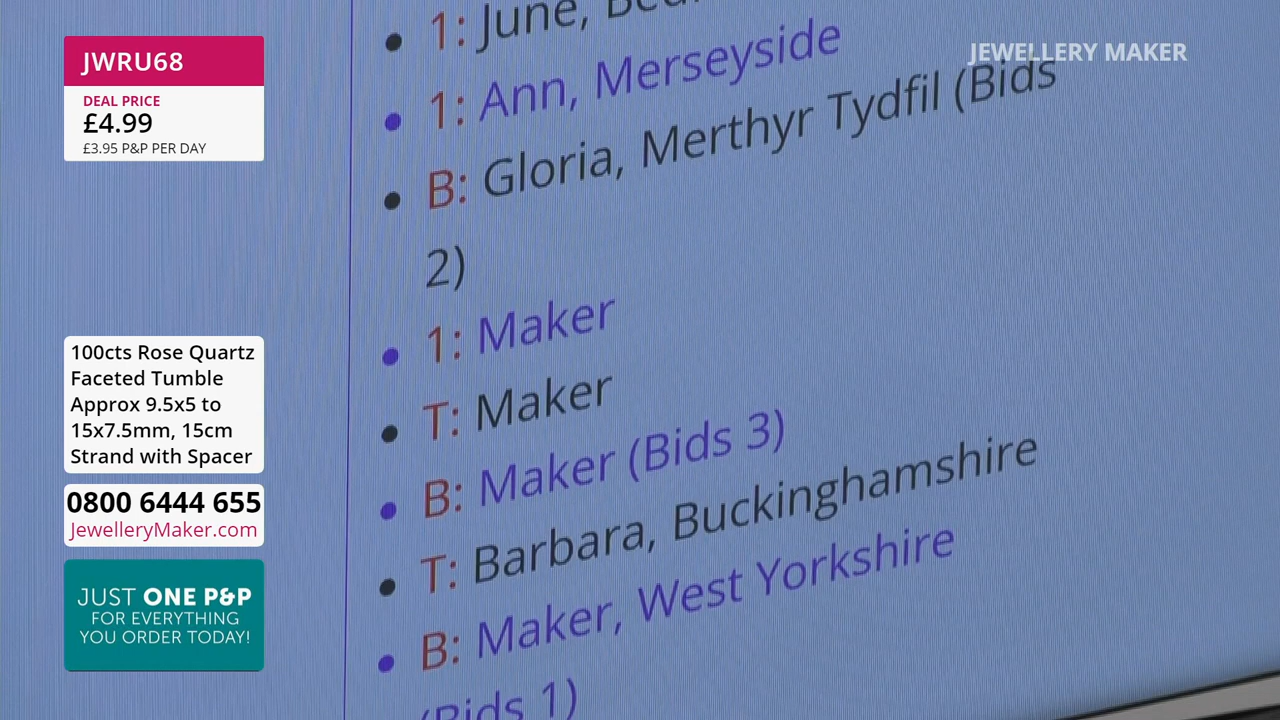 JWRU68
DEAL PRICE
£4.99
£3.95 P&P PER DAY
100cts Rose Quartz
Faceted Tumble
Approx 9.5x5 to
15x7.5mm, 15cm
Strand with Spacer
0800 6444 655
JewelleryMaker.com
JUST ONE P&P
FOR EVERYTHING
YOU ORDER TODAY!
JEWELLERY MAKER
1: June,
1: Ann, Merseyside
B: Gloria, Merthyr Tydfil (Bids
2)
1: Maker
T: Maker
B: Maker (Bids 3)
T: Barbara, Buckinghamshire
B: Maker, West Yorkshire
(Bids 1)